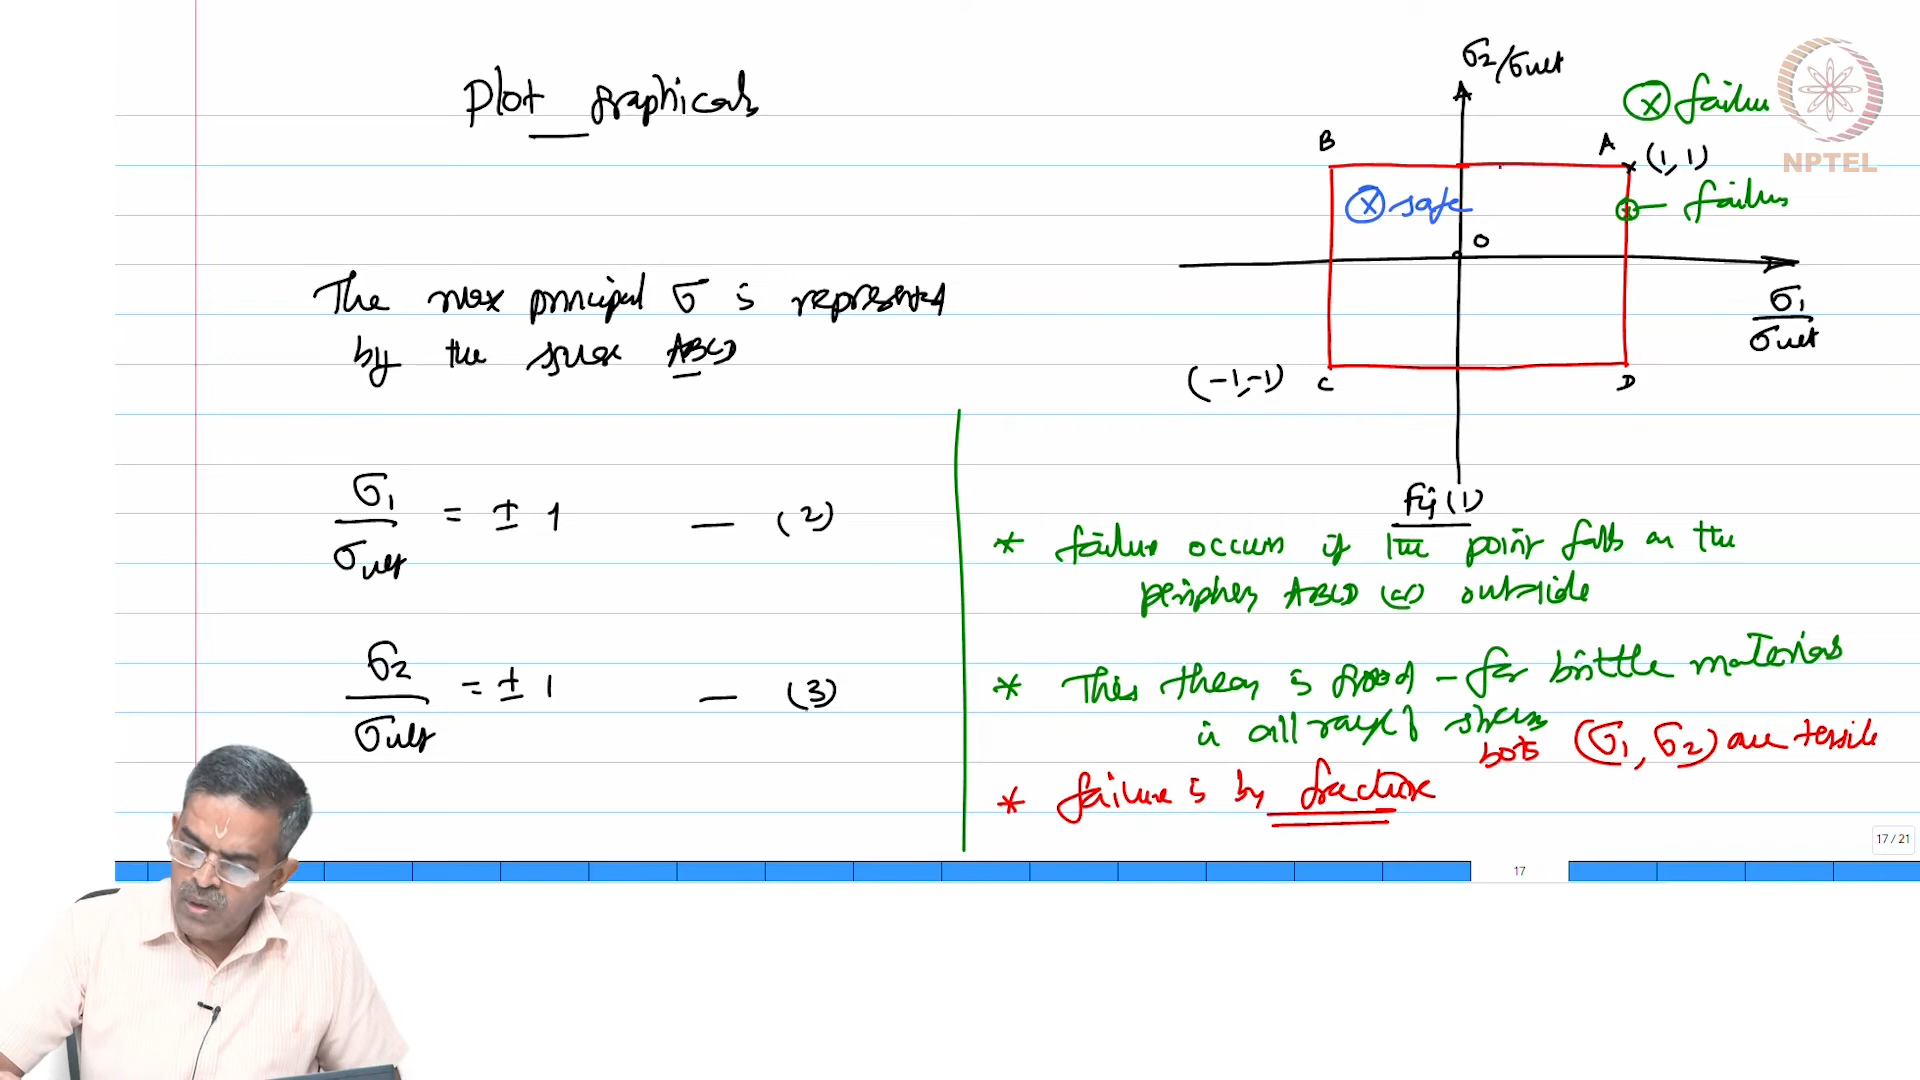 Plot graphicals
The max principal σ is represented
by the square ABCD
σ1/σult = ± 1 — (2)
σ2/σult = ± 1 — (3)
σ2/σult
⊗ failure
B
A
(1, 1)
NPTEL
⊗ safe
failure
O
σ1/σult
(-1,-1)
C
D
Fig (1)
* failure occurs if the point falls on the
periphery ABCD (or) outside
* This theory is good - for brittle materials
in all range of stresses
both (σ1, σ2) are tensile
* failure is by fracture
17 / 21
17